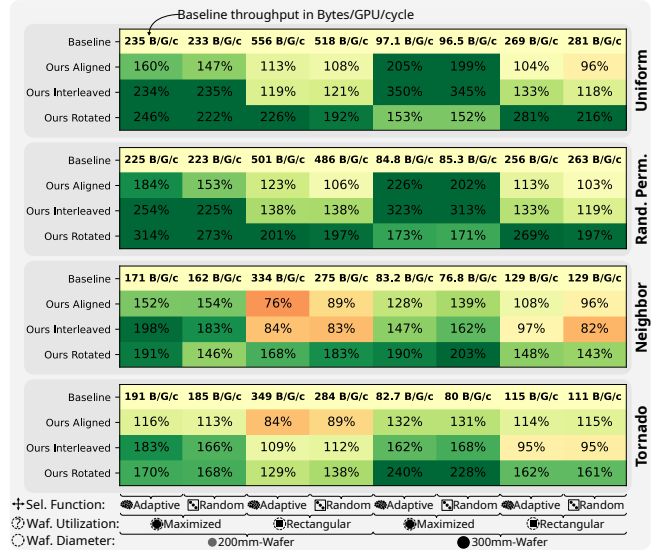 Baseline throughput in Bytes/GPU/cycle
Baseline 235 B/G/c 233 B/G/c 556 B/G/c 518 B/G/c 97.1 B/G/c 96.5 B/G/c 269 B/G/c 281 B/G/c
Ours Aligned 160% 147% 113% 108% 205% 199% 104% 96%
Ours Interleaved 234% 235% 119% 121% 350% 345% 133% 118%
Ours Rotated 246% 222% 226% 192% 153% 152% 281% 216%
Uniform
Baseline 225 B/G/c 223 B/G/c 501 B/G/c 486 B/G/c 84.8 B/G/c 85.3 B/G/c 256 B/G/c 263 B/G/c
Ours Aligned 184% 153% 123% 106% 226% 202% 113% 103%
Ours Interleaved 254% 225% 138% 138% 323% 313% 133% 119%
Ours Rotated 314% 273% 201% 197% 173% 171% 269% 197%
Rand. Perm.
Baseline 171 B/G/c 162 B/G/c 334 B/G/c 275 B/G/c 83.2 B/G/c 76.8 B/G/c 129 B/G/c 129 B/G/c
Ours Aligned 152% 154% 76% 89% 128% 139% 108% 96%
Ours Interleaved 198% 183% 84% 83% 147% 162% 97% 82%
Ours Rotated 191% 146% 168% 183% 190% 203% 148% 143%
Neighbor
Baseline 191 B/G/c 185 B/G/c 349 B/G/c 284 B/G/c 82.7 B/G/c 80 B/G/c 115 B/G/c 111 B/G/c
Ours Aligned 116% 113% 84% 89% 132% 131% 114% 115%
Ours Interleaved 183% 166% 109% 112% 162% 168% 95% 95%
Ours Rotated 170% 168% 129% 138% 240% 228% 162% 161%
Tornado
Sel. Function: Adaptive Random Adaptive Random Adaptive Random Adaptive Random
Waf. Utilization: Maximized Rectangular Maximized Rectangular
Waf. Diameter: 200mm-Wafer 300mm-Wafer